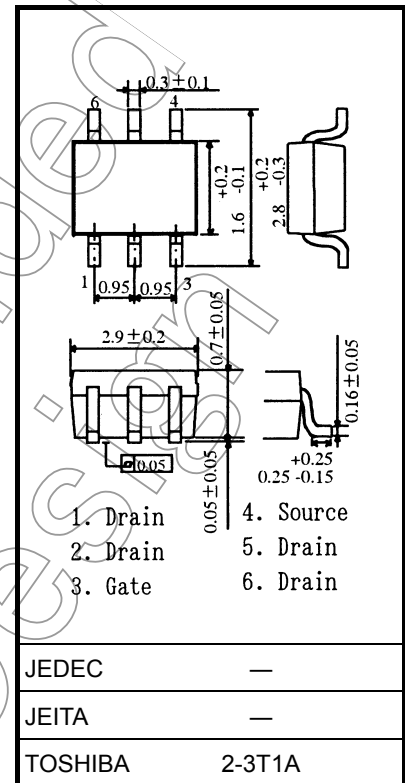 0.3±0.1
6 4
+0.2
1.6 -0.1
+0.2
2.8 -0.3
1 0.95 0.95 3
2.9±0.2
0.7±0.05
0.16±0.05
0.05
0.05±0.05
+0.25
0.25 -0.15
1. Drain
2. Drain
3. Gate
4. Source
5. Drain
6. Drain
JEDEC —
JEITA —
TOSHIBA 2-3T1A